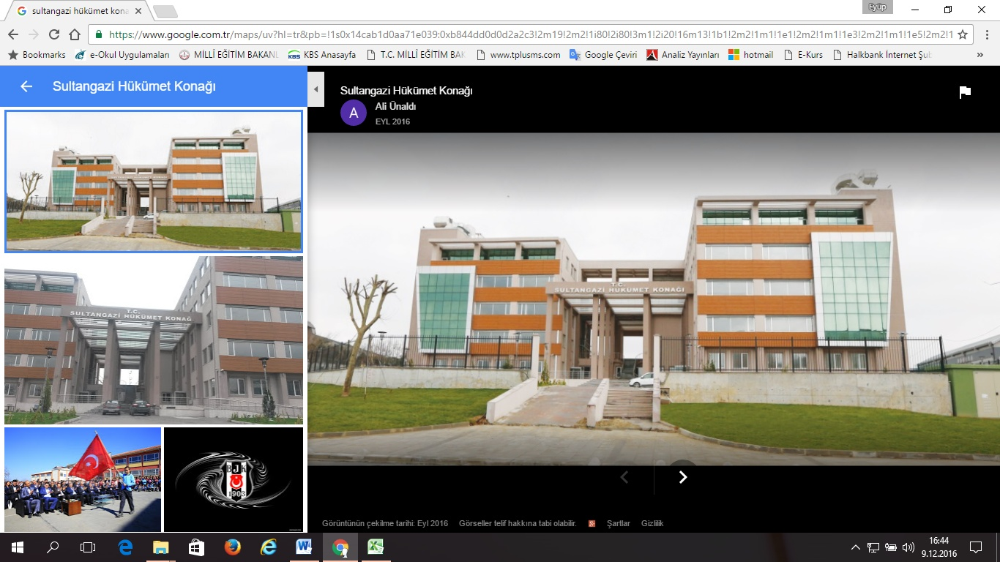 sultangazi hükümet kona
Eyüp
https://www.google.com.tr/maps/uv?hl=tr&pb=!1s0x14cab1d0aa71e039:0xb844dd0d0d2a2c3!2m19!2m2!1i80!2i80!3m1!2i20!16m13!1b1!2m2!1m1!1e1!2m2!1m1!1e3!2m2!1m1!1e5!2m2!1
Bookmarks e-Okul Uygulamaları MİLLÎ EĞİTİM BAKANL KBS KBS Anasayfa T.C. MİLLÎ EĞİTİM BAK www.tplusms.com Google Çeviri Analiz Yayınları hotmail E-Kurs Halkbank İnternet Şub
Sultangazi Hükümet Konağı
Sultangazi Hükümet Konağı
A
Ali Ünaldı
EYL 2016
T.C.
SULTANGAZİ HÜKÜMET KONAĞI
T.C.
SULTANGAZİ HÜKÜMET KONAĞ
BJK
1903
Görüntünün çekilme tarihi: Eyl 2016 Görseller telif hakkına tabi olabilir. Şartlar Gizlilik
16:44
9.12.2016